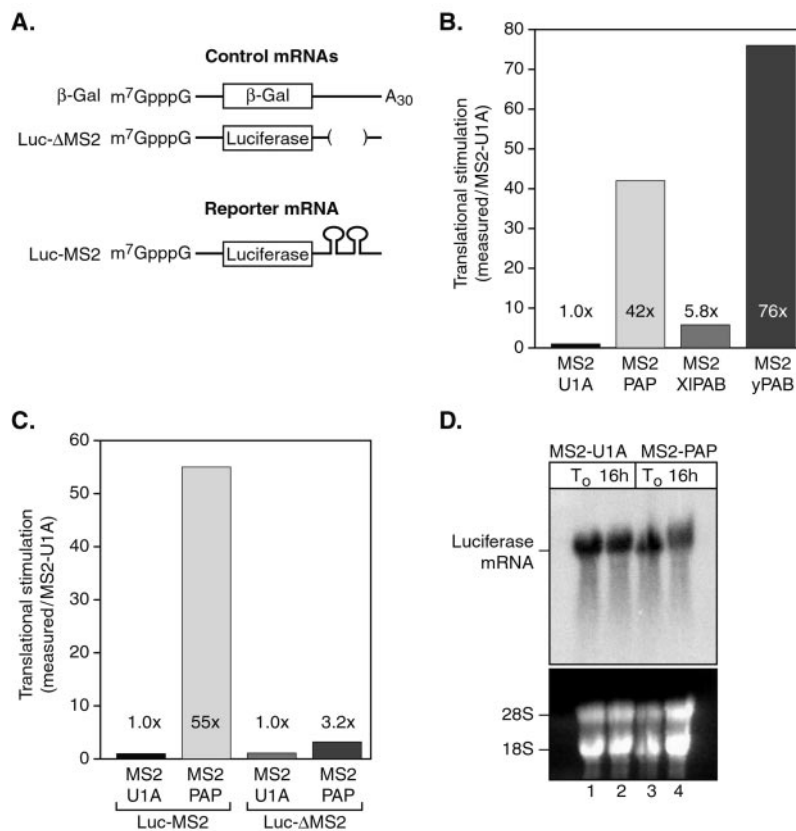 A.
Control mRNAs
β-Gal m⁷GpppG β-Gal A₃₀
Luc-ΔMS2 m⁷GpppG Luciferase ( )
Reporter mRNA
Luc-MS2 m⁷GpppG Luciferase
B.
Translational stimulation
(measured/MS2-U1A)
80
70
60
50
40
30
20
10
0
1.0x 42x 5.8x 76x
MS2 MS2 MS2 MS2
U1A PAP XlPAB yPAB
C.
Translational stimulation
(measured/MS2-U1A)
60
50
40
30
20
10
0
1.0x 55x 1.0x 3.2x
MS2 MS2 MS2 MS2
U1A PAP U1A PAP
Luc-MS2 Luc-ΔMS2
D.
MS2-U1A MS2-PAP
T₀ 16h T₀ 16h
Luciferase
mRNA
28S
18S
1 2 3 4